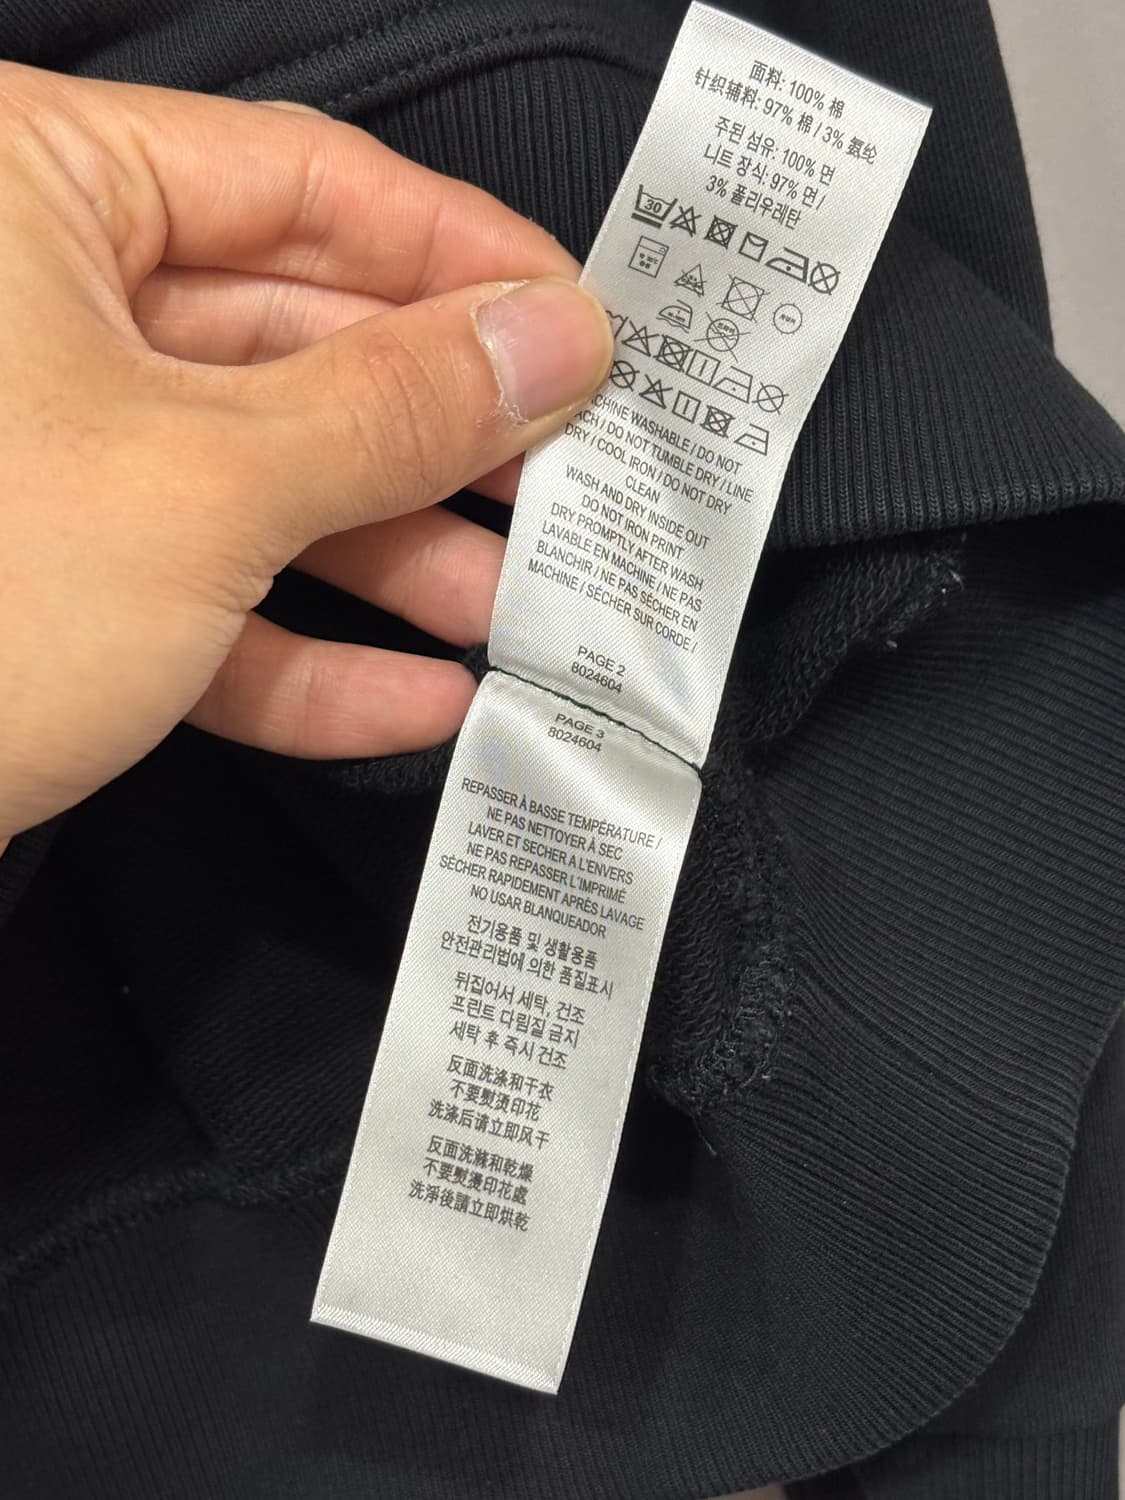 面料: 100% 棉
针织辅料: 97% 棉 / 3% 氨纶
주된 섬유: 100% 면
니트 장식: 97% 면 /
3% 폴리우레탄
30
CHINE WASHABLE / DO NOT
ACH / DO NOT TUMBLE DRY / LINE
DRY / COOL IRON / DO NOT DRY
CLEAN
WASH AND DRY INSIDE OUT
DO NOT IRON PRINT
DRY PROMPTLY AFTER WASH
LAVABLE EN MACHINE / NE PAS
BLANCHIR / NE PAS SÉCHER EN
MACHINE / SÉCHER SUR CORDE /
PAGE 2
8024604
PAGE 3
8024604
REPASSER À BASSE TEMPÉRATURE /
NE PAS NETTOYER À SEC
LAVER ET SECHER A L'ENVERS
NE PAS REPASSER L'IMPRIMÉ
SÉCHER RAPIDEMENT APRÈS LAVAGE
NO USAR BLANQUEADOR
전기용품 및 생활용품
안전관리법에 의한 품질표시
뒤집어서 세탁, 건조
프린트 다림질 금지
세탁 후 즉시 건조
反面洗涤和干衣
不要熨烫印花
洗涤后请立即风干
反面洗滌和乾燥
不要熨燙印花處
洗淨後請立即烘乾